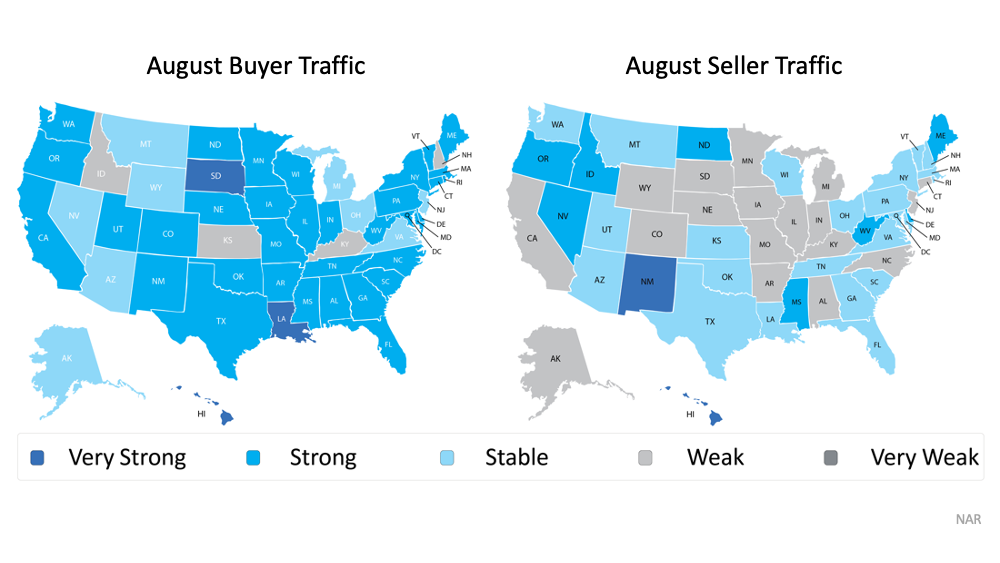 August Buyer Traffic
WA
OR
CA
ID
NV
MT
WY
UT
AZ
CO
NM
ND
SD
NE
KS
OK
TX
MN
IA
MO
AR
LA
WI
IL
MI
IN
OH
KY
TN
MS
AL
GA
FL
SC
NC
VA
WV
PA
NY
VT
ME
NH
MA
RI
CT
NJ
DE
MD
DC
AK
HI
August Seller Traffic
WA
OR
CA
ID
NV
MT
WY
UT
AZ
CO
NM
ND
SD
NE
KS
OK
TX
MN
IA
MO
AR
LA
WI
IL
MI
IN
OH
KY
TN
MS
AL
GA
FL
SC
NC
VA
WV
PA
NY
VT
ME
NH
MA
RI
CT
NJ
DE
MD
DC
AK
HI
Very Strong
Strong
Stable
Weak
Very Weak
NAR